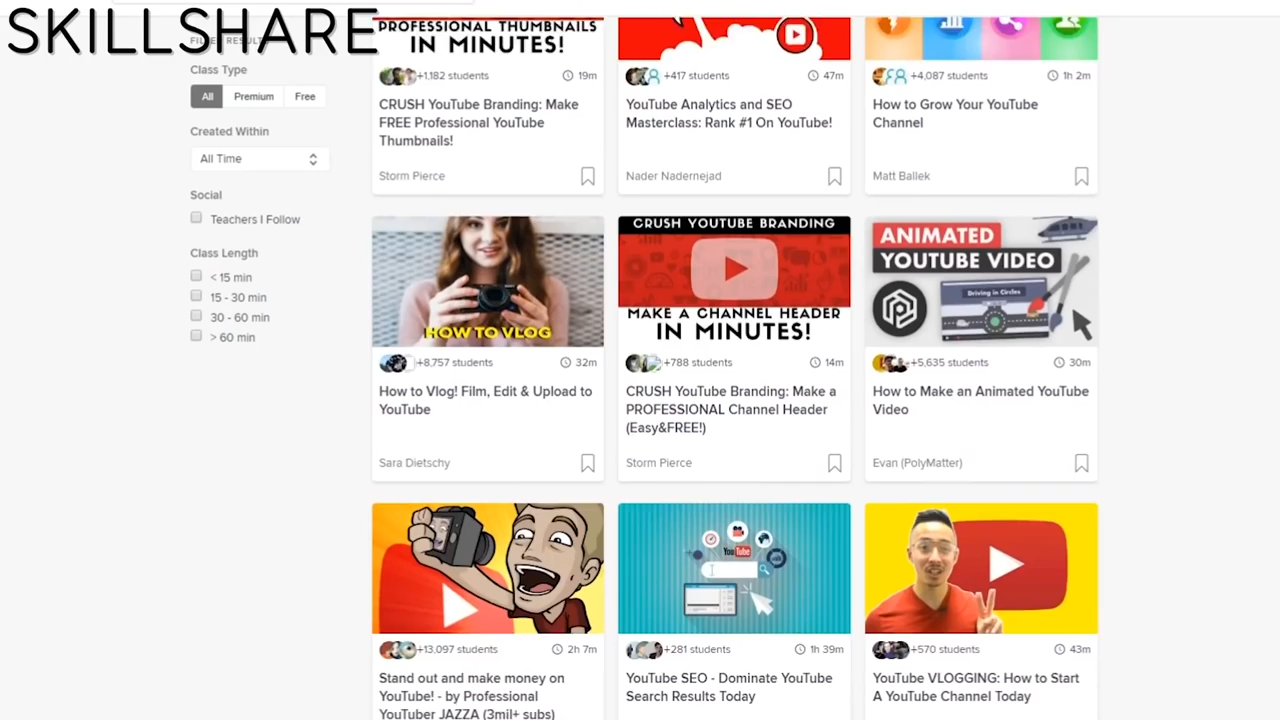 SKILLSHARE
Class Type
All Premium Free
Created Within
All Time
Social
Teachers I Follow
Class Length
< 15 min
15 - 30 min
30 - 60 min
> 60 min
PROFESSIONAL THUMBNAILS
IN MINUTES!
+1,182 students 19m
CRUSH YouTube Branding: Make
FREE Professional YouTube
Thumbnails!
Storm Pierce
+417 students 47m
YouTube Analytics and SEO
Masterclass: Rank #1 On YouTube!
Nader Nadernejad
+4,087 students 1h 2m
How to Grow Your YouTube
Channel
Matt Ballek
HOW TO VLOG
+8,757 students 32m
How to Vlog! Film, Edit & Upload to
YouTube
Sara Dietschy
CRUSH YOUTUBE BRANDING
MAKE A CHANNEL HEADER
IN MINUTES!
+788 students 14m
CRUSH YouTube Branding: Make a
PROFESSIONAL Channel Header
(Easy&FREE!)
Storm Pierce
ANIMATED
YOUTUBE VIDEO
Driving in Circles
+5,635 students 30m
How to Make an Animated YouTube
Video
Evan (PolyMatter)
+13,097 students 2h 7m
Stand out and make money on
YouTube! - by Professional
YouTuber JAZZA (3mil+ subs)
YouTube
+281 students 1h 39m
YouTube SEO - Dominate YouTube
Search Results Today
+570 students 43m
YouTube VLOGGING: How to Start
A YouTube Channel Today